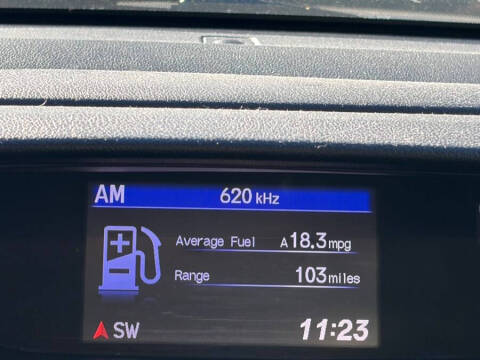 AM 620 kHz
Average Fuel A 18.3 mpg
Range 103 miles
SW 11:23